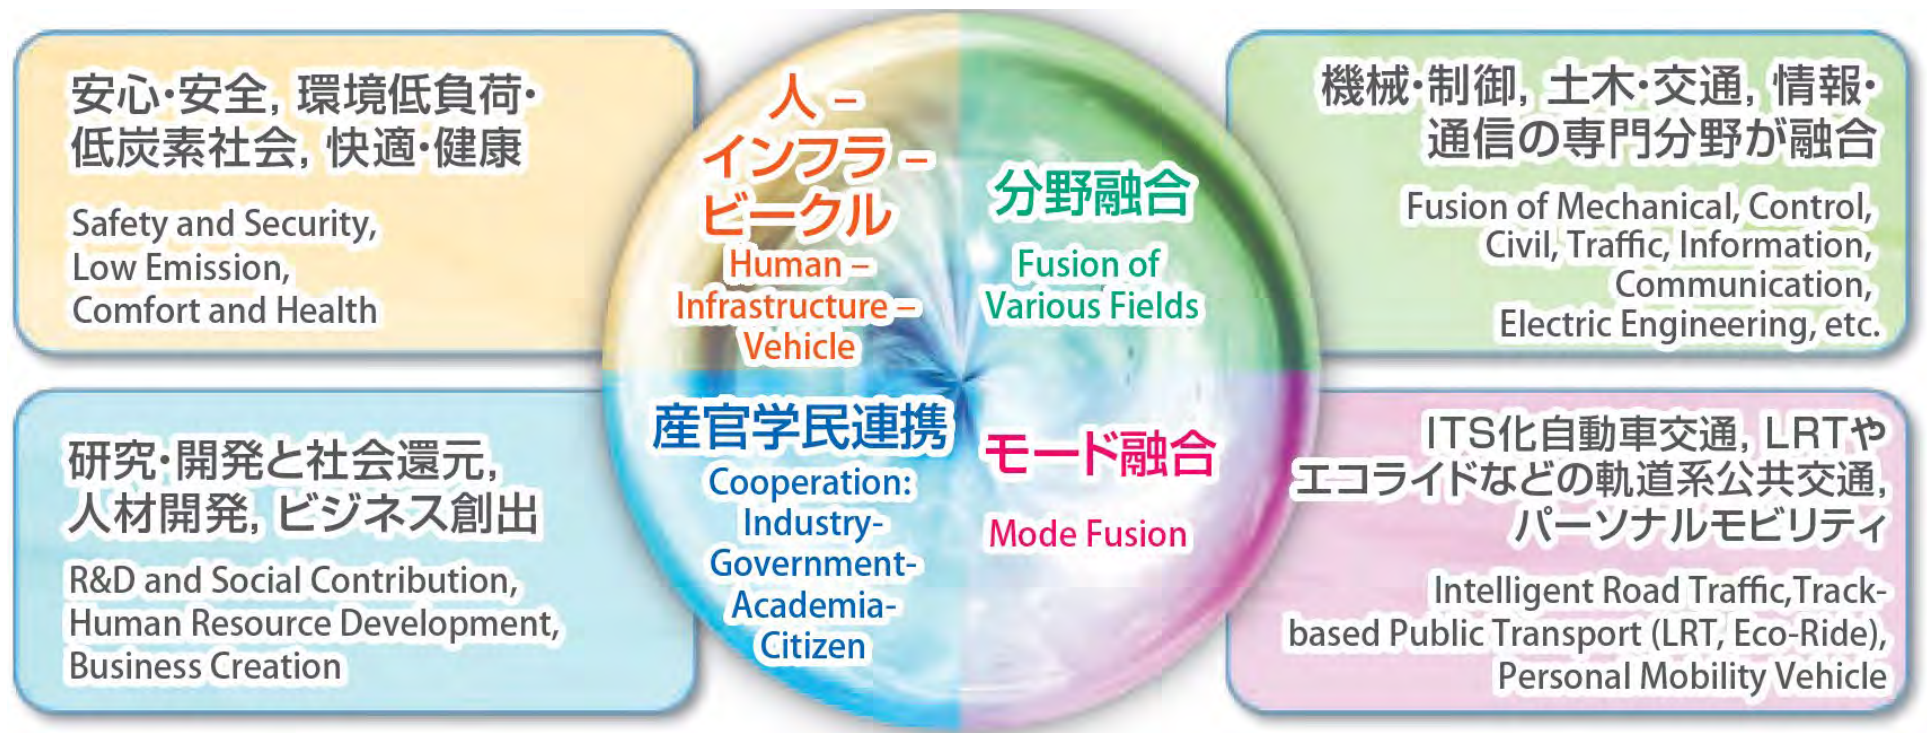 安心・安全, 環境低負荷・
低炭素社会, 快適・健康
Safety and Security,
Low Emission,
Comfort and Health
人 –
インフラ –
ビークル
Human –
Infrastructure –
Vehicle
分野融合
Fusion of
Various Fields
機械・制御, 土木・交通, 情報・
通信の専門分野が融合
Fusion of Mechanical, Control,
Civil, Traffic, Information,
Communication,
Electric Engineering, etc.
研究・開発と社会還元,
人材開発, ビジネス創出
R&D and Social Contribution,
Human Resource Development,
Business Creation
産官学民連携
Cooperation:
Industry-
Government-
Academia-
Citizen
モード融合
Mode Fusion
ITS化自動車交通, LRTや
エコライドなどの軌道系公共交通,
パーソナルモビリティ
Intelligent Road Traffic,Track-
based Public Transport (LRT, Eco-Ride),
Personal Mobility Vehicle